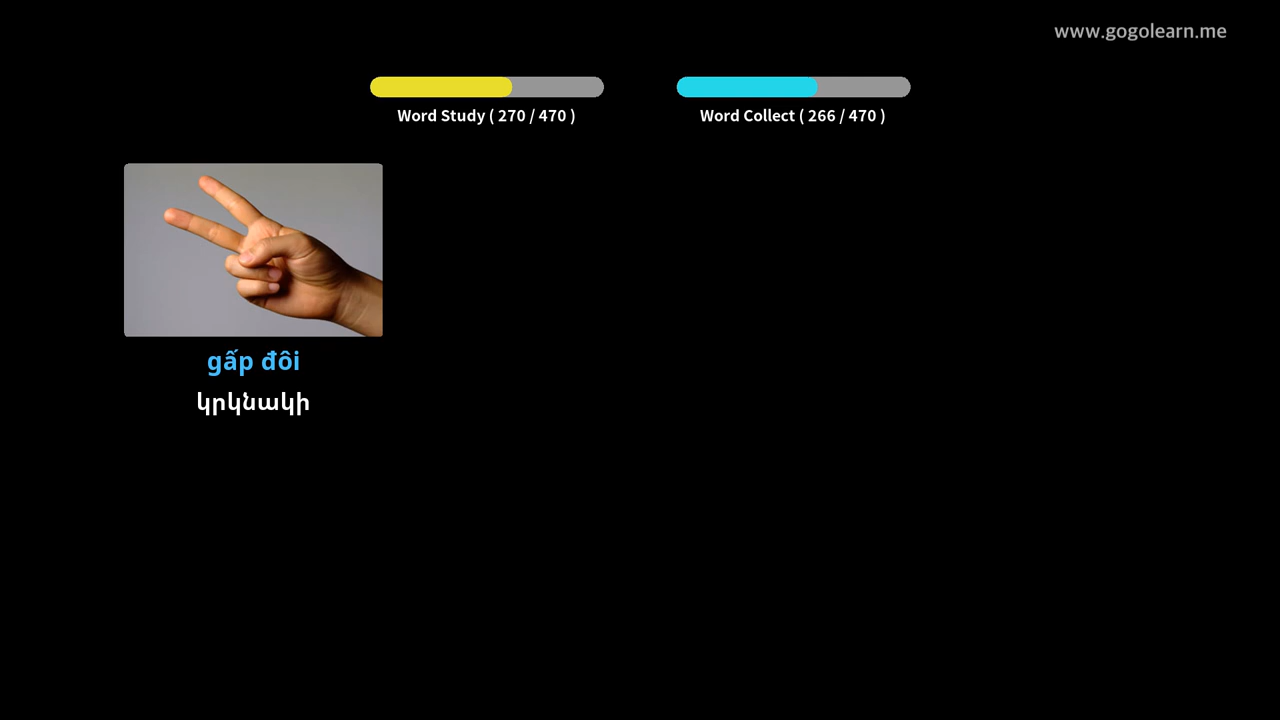 www.gogolearn.me
Word Study ( 270 / 470 )
Word Collect ( 266 / 470 )
gấp đôi
կրկնակի